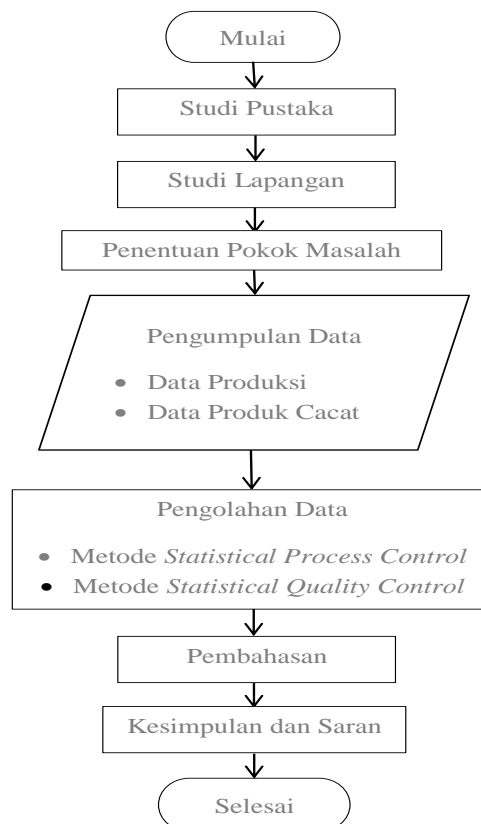 Mulai
Studi Pustaka
Studi Lapangan
Penentuan Pokok Masalah
Pengumpulan Data
• Data Produksi
• Data Produk Cacat
Pengolahan Data
• Metode Statistical Process Control
• Metode Statistical Quality Control
Pembahasan
Kesimpulan dan Saran
Selesai